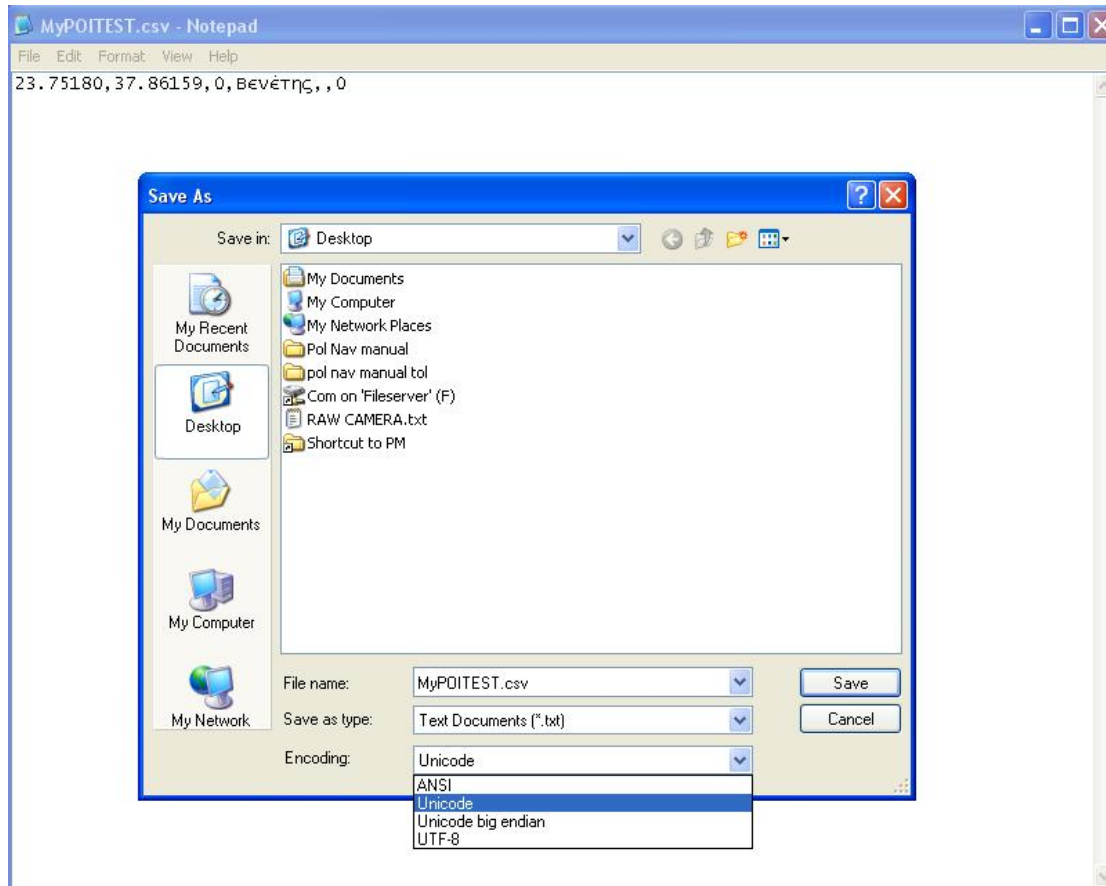 MyPOITEST.csv - Notepad
File Edit Format View Help
23.75180,37.86159,0,Βενέτης,,0
Save As
Save in: Desktop
My Recent Documents
Desktop
My Documents
My Computer
My Network
My Documents
My Computer
My Network Places
Pol Nav manual
pol nav manual tol
Com on 'Fileserver' (F)
RAW CAMERA.txt
Shortcut to PM
File name: MyPOITEST.csv Save
Save as type: Text Documents (*.txt) Cancel
Encoding: Unicode
ANSI
Unicode
Unicode big endian
UTF-8